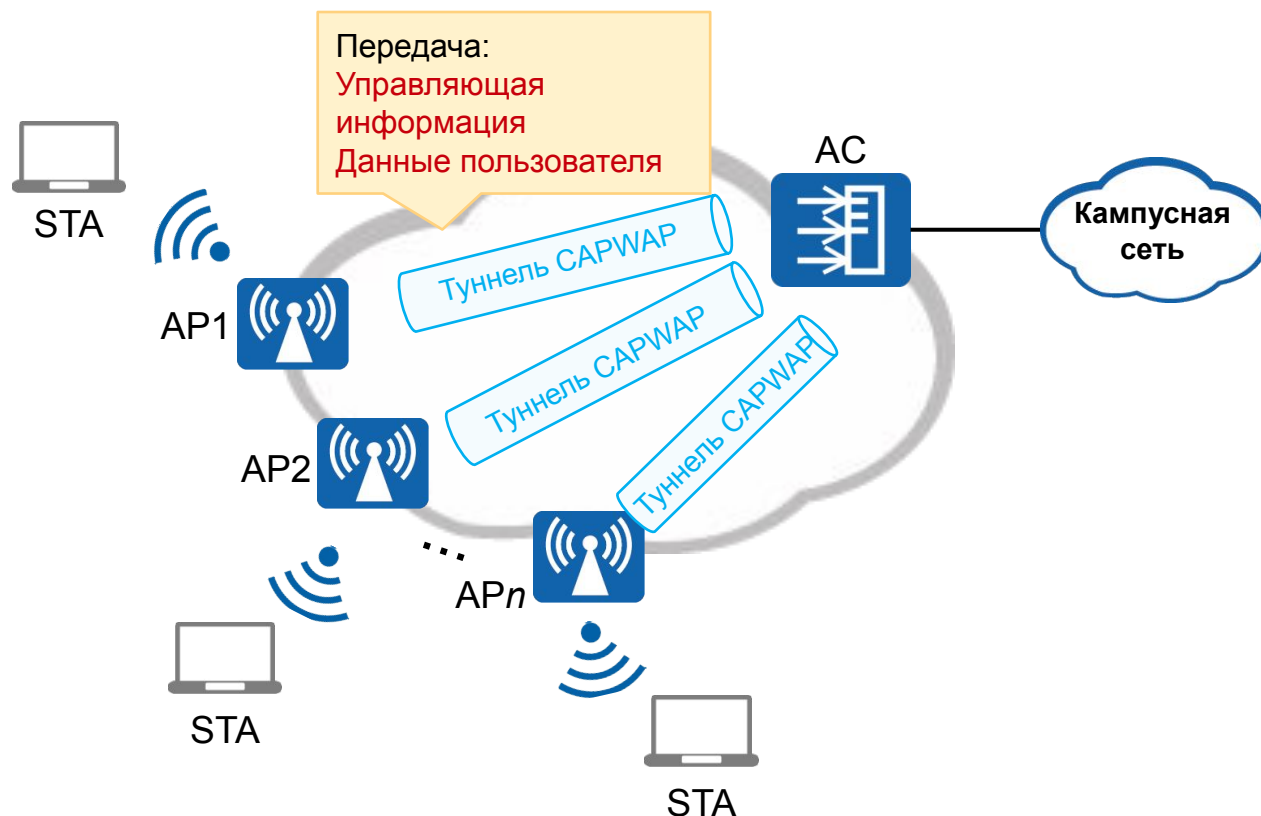 Передача:
Управляющая
информация
Данные пользователя
AC
STA
Туннель CAPWAP
Кампусная
сеть
AP1
Туннель CAPWAP
Туннель CAPWAP
AP2
...
APn
STA
STA